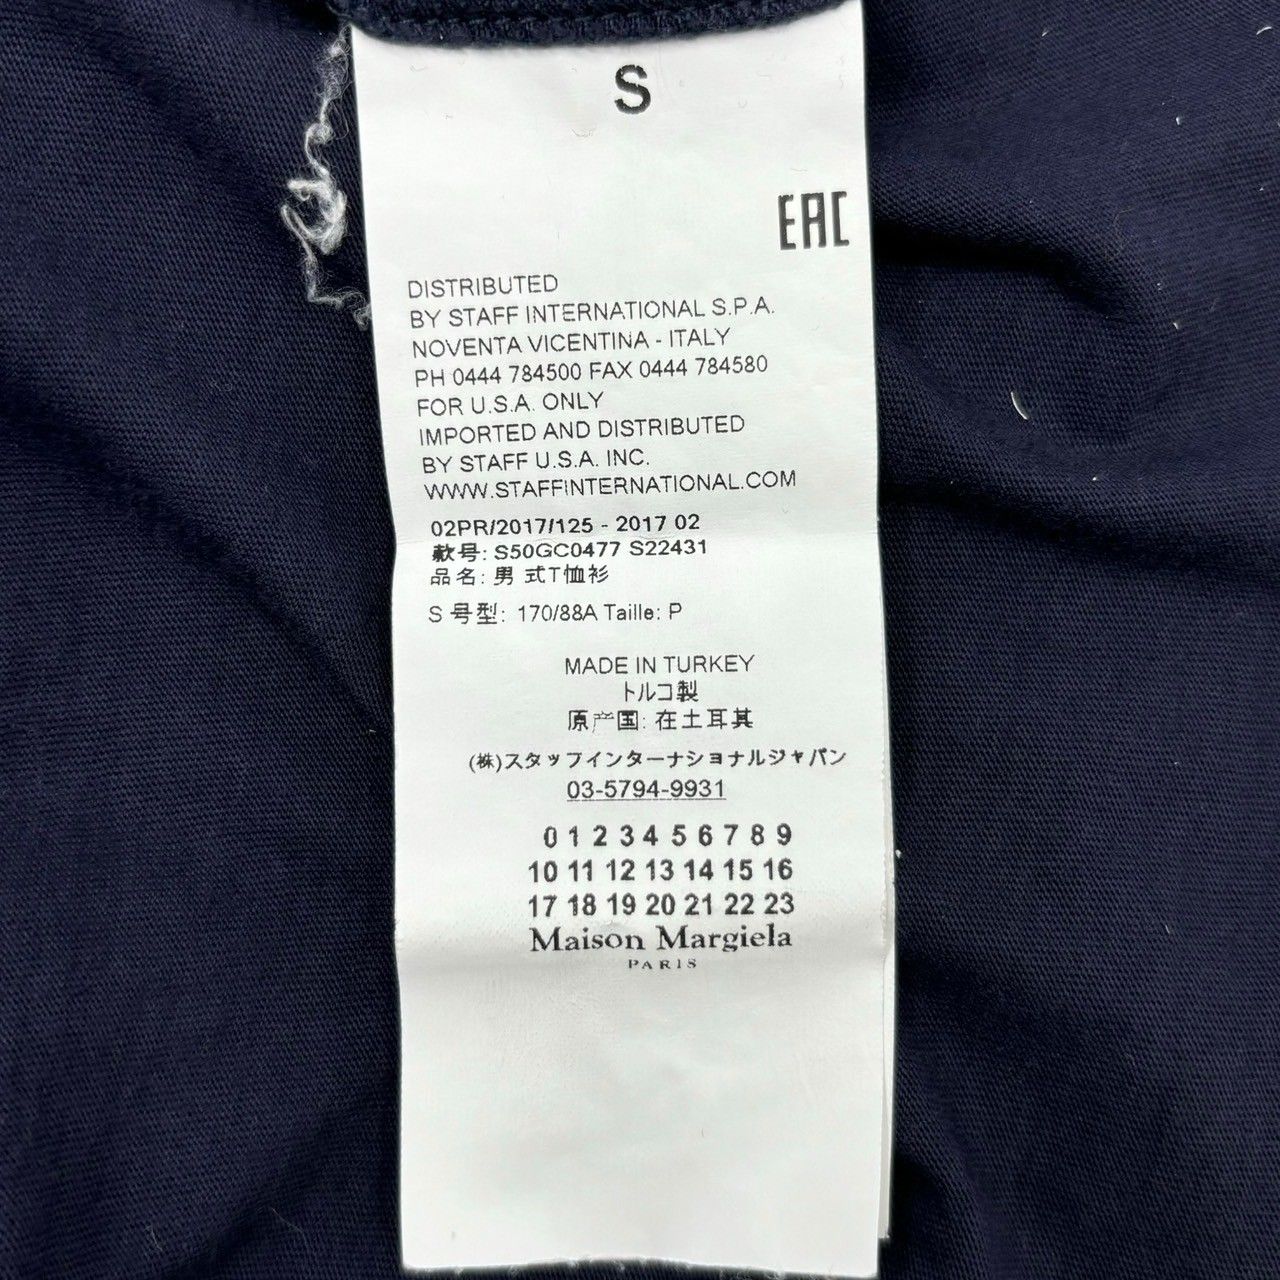 S
EAC
DISTRIBUTED
BY STAFF INTERNATIONAL S.P.A.
NOVENTA VICENTINA - ITALY
PH 0444 784500 FAX 0444 784580
FOR U.S.A. ONLY
IMPORTED AND DISTRIBUTED
BY STAFF U.S.A. INC.
WWW.STAFFINTERNATIONAL.COM
02PR/2017/125 - 2017 02
款号: S50GC0477 S22431
品名: 男 式T恤衫
S 号型: 170/88A Taille: P
MADE IN TURKEY
トルコ製
原产国: 在土耳其
(株)スタッフインターナショナルジャパン
03-5794-9931
0 1 2 3 4 5 6 7 8 9
10 11 12 13 14 15 16
17 18 19 20 21 22 23
Maison Margiela
PARIS